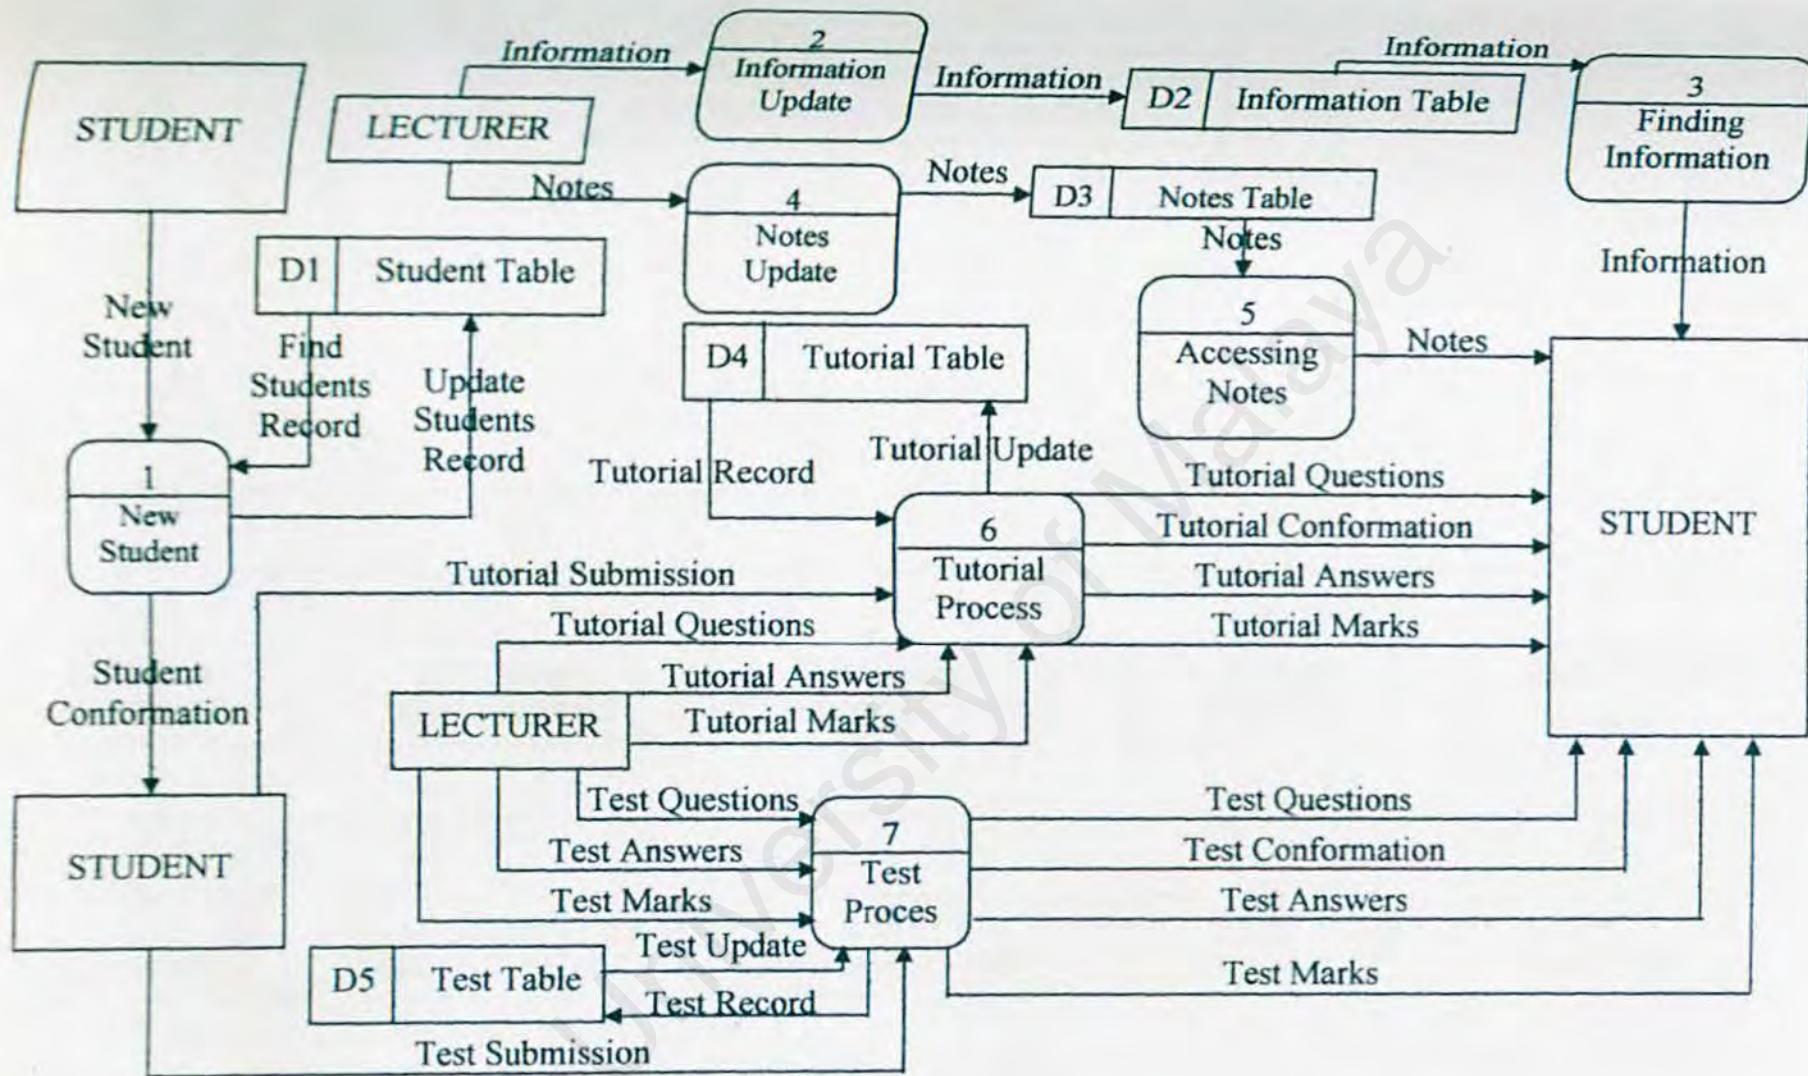 STUDENT
LECTURER
Information
2
Information
Update
Information
D2 Information Table
Information
3
Finding
Information
Information
Notes
4
Notes
Update
Notes
D3 Notes Table
Notes
5
Accessing
Notes
Notes
New
Student
D1 Student Table
Find
Students
Record
Update
Students
Record
1
New
Student
Student
Conformation
STUDENT
D4 Tutorial Table
Tutorial Record
Tutorial Update
6
Tutorial
Process
Tutorial Submission
Tutorial Questions
Tutorial Answers
Tutorial Marks
LECTURER
Tutorial Questions
Tutorial Conformation
Tutorial Answers
Tutorial Marks
STUDENT
Test Questions
Test Answers
Test Marks
7
Test
Proces
Test Update
D5 Test Table
Test Record
Test Submission
Test Questions
Test Conformation
Test Answers
Test Marks
University of Malaya